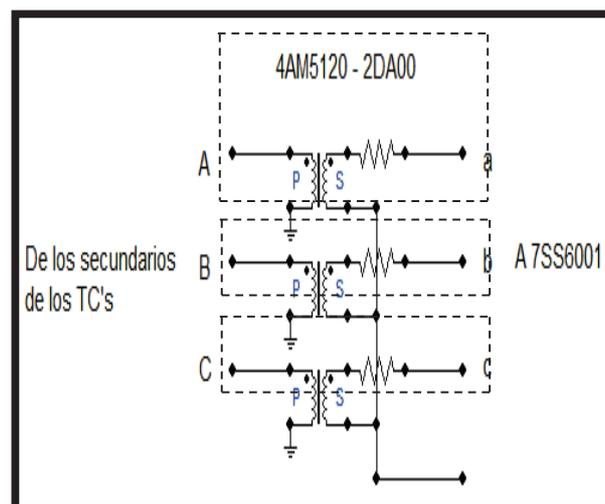 4AM5120 - 2DA00
A
P
S
a
De los secundarios
de los TC's
B
P
S
b
A 7SS6001
C
P
S
c